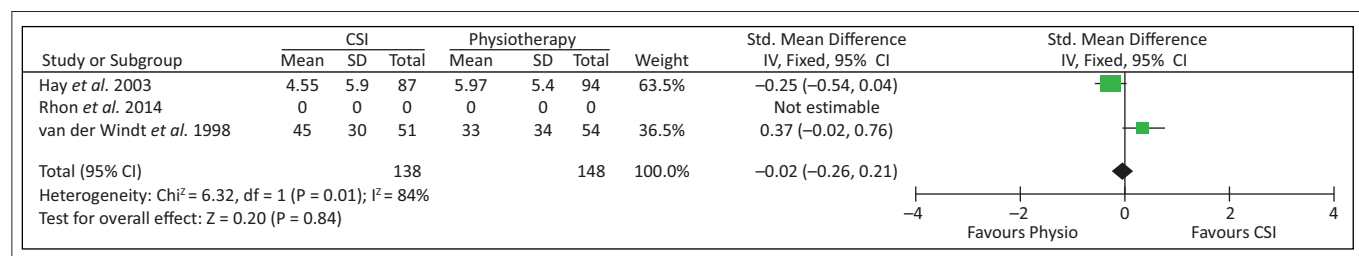 CSI Physiotherapy Std. Mean Difference Std. Mean Difference
Study or Subgroup Mean SD Total Mean SD Total Weight IV, Fixed, 95% CI IV, Fixed, 95% CI
Hay et al. 2003 4.55 5.9 87 5.97 5.4 94 63.5% −0.25 (−0.54, 0.04)
Rhon et al. 2014 0 0 0 0 0 0 Not estimable
van der Windt et al. 1998 45 30 51 33 34 54 36.5% 0.37 (−0.02, 0.76)
Total (95% CI) 138 148 100.0% −0.02 (−0.26, 0.21)
Heterogeneity: Chiᶻ = 6.32, df = 1 (P = 0.01); Iᶻ = 84%
Test for overall effect: Z = 0.20 (P = 0.84)
−4 −2 0 2 4
Favours Physio Favours CSI